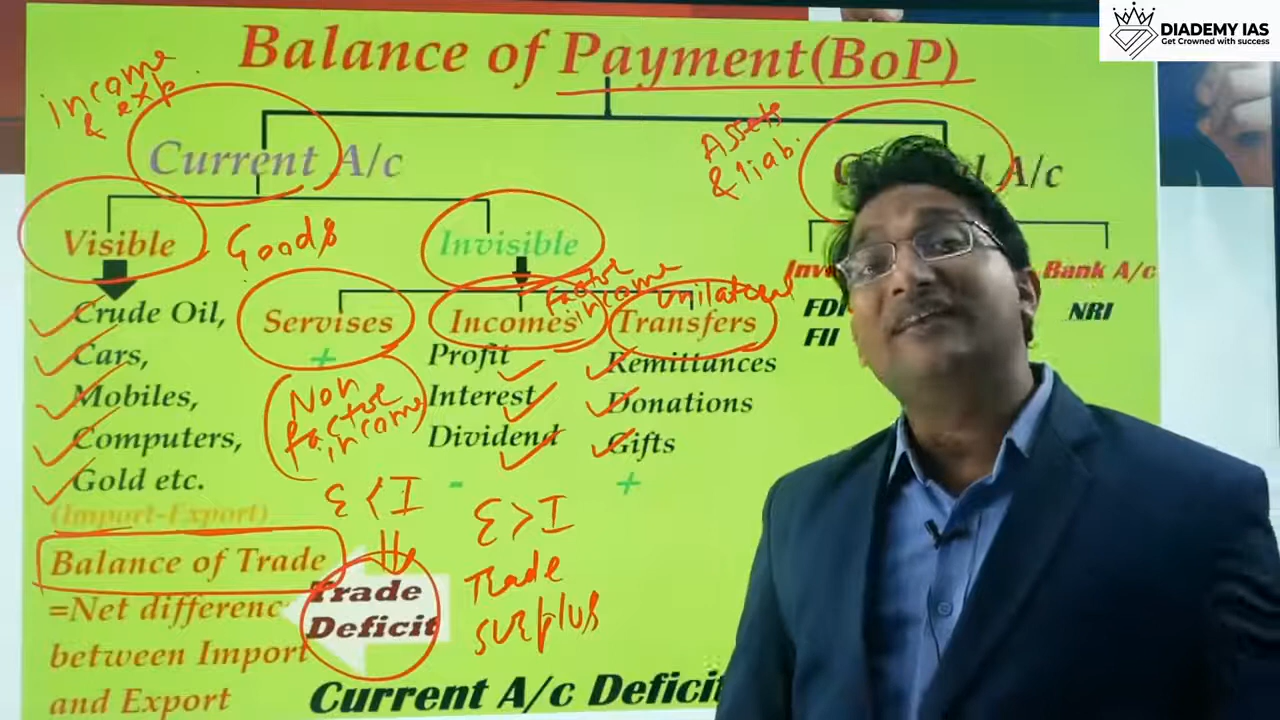 DIADEMY IAS
Get Crowned with success
Balance of Payment(BoP)
income
& exp.
Assets
& liab.
Current A/c
A/c
Visible
Goods
Invisible
Bank A/c
Crude Oil,
Cars,
Mobiles,
Computers,
Gold etc.
(Import-Export)
Servises
+
Non
factore
income
Incomes
factore
income
Profit
Interest
Dividend
-
unilateral
Transfers
Remittances
Donations
Gifts
+
FDI
FII
NRI
Balance of Trade
=Net differenc
between Import
and Export
E < I
Trade
Deficit
E > I
Trade
surplus
Current A/c Deficit